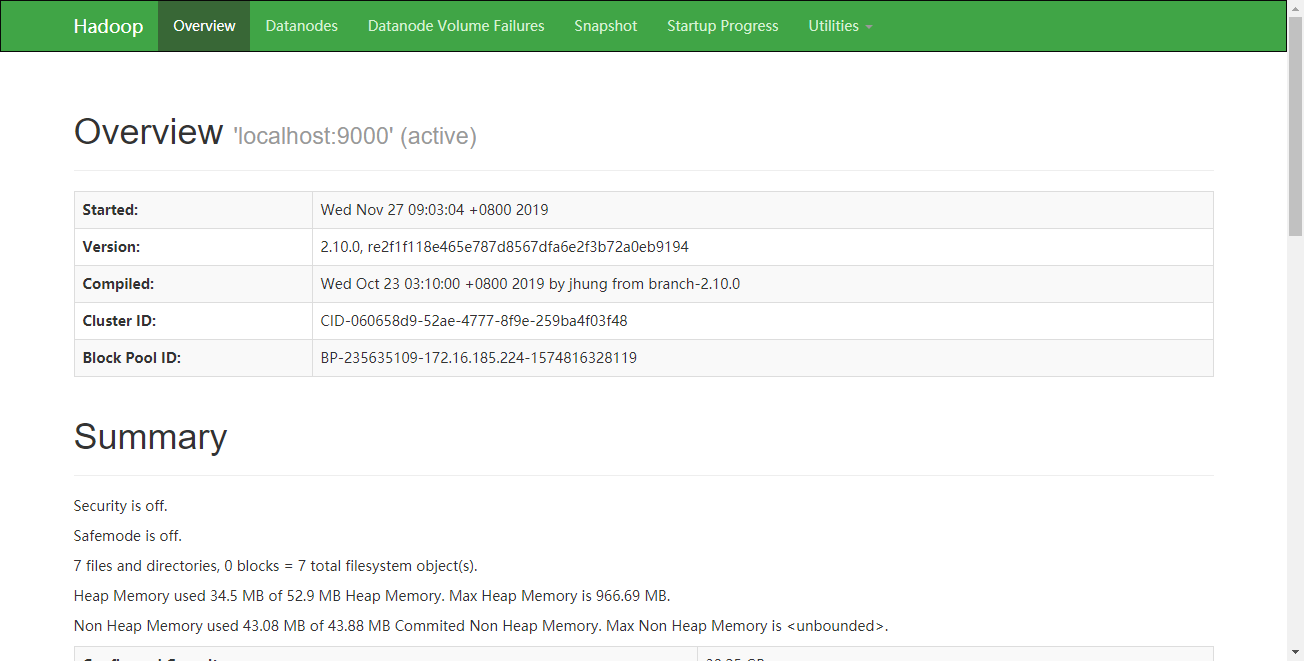 Hadoop Overview Datanodes Datanode Volume Failures Snapshot Startup Progress Utilities
Overview 'localhost:9000' (active)
Started: Wed Nov 27 09:03:04 +0800 2019
Version: 2.10.0, re2f1f118e465e787d8567dfa6e2f3b72a0eb9194
Compiled: Wed Oct 23 03:10:00 +0800 2019 by jhung from branch-2.10.0
Cluster ID: CID-060658d9-52ae-4777-8f9e-259ba4f03f48
Block Pool ID: BP-235635109-172.16.185.224-1574816328119
Summary
Security is off.
Safemode is off.
7 files and directories, 0 blocks = 7 total filesystem object(s).
Heap Memory used 34.5 MB of 52.9 MB Heap Memory. Max Heap Memory is 966.69 MB.
Non Heap Memory used 43.08 MB of 43.88 MB Commited Non Heap Memory. Max Non Heap Memory is <unbounded>.